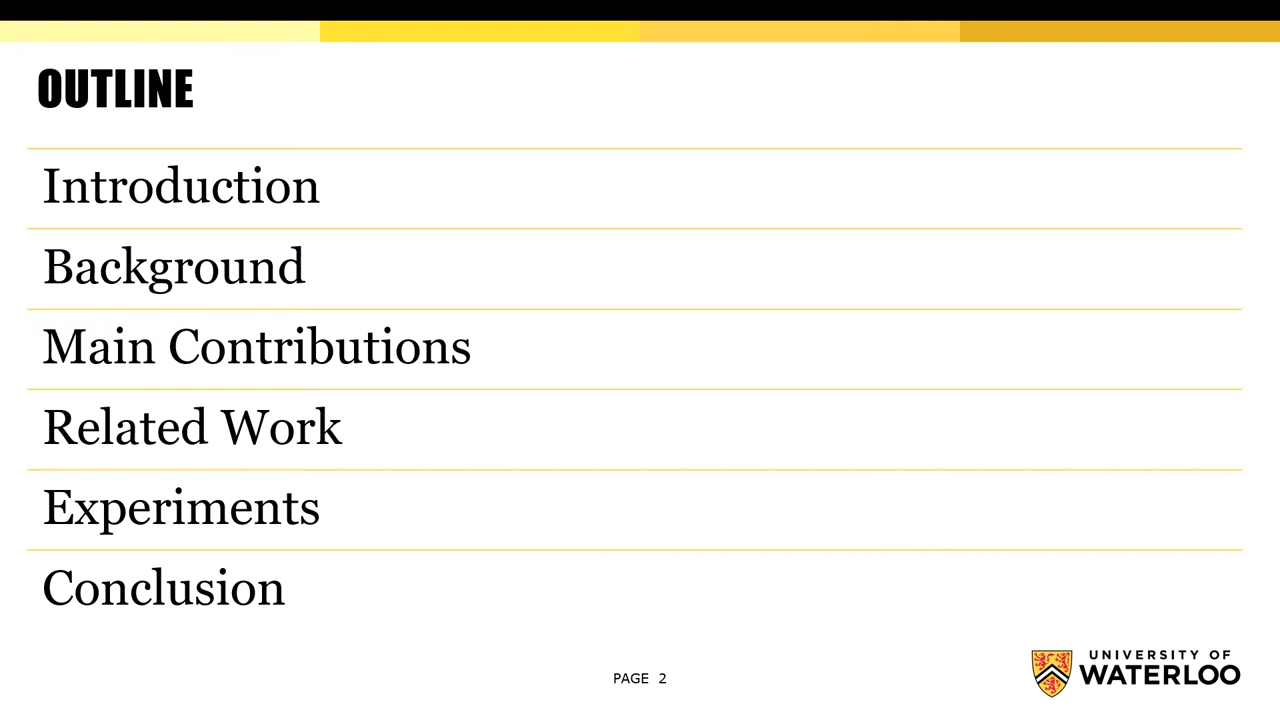 OUTLINE
Introduction
Background
Main Contributions
Related Work
Experiments
Conclusion
PAGE 2
UNIVERSITY OF
WATERLOO